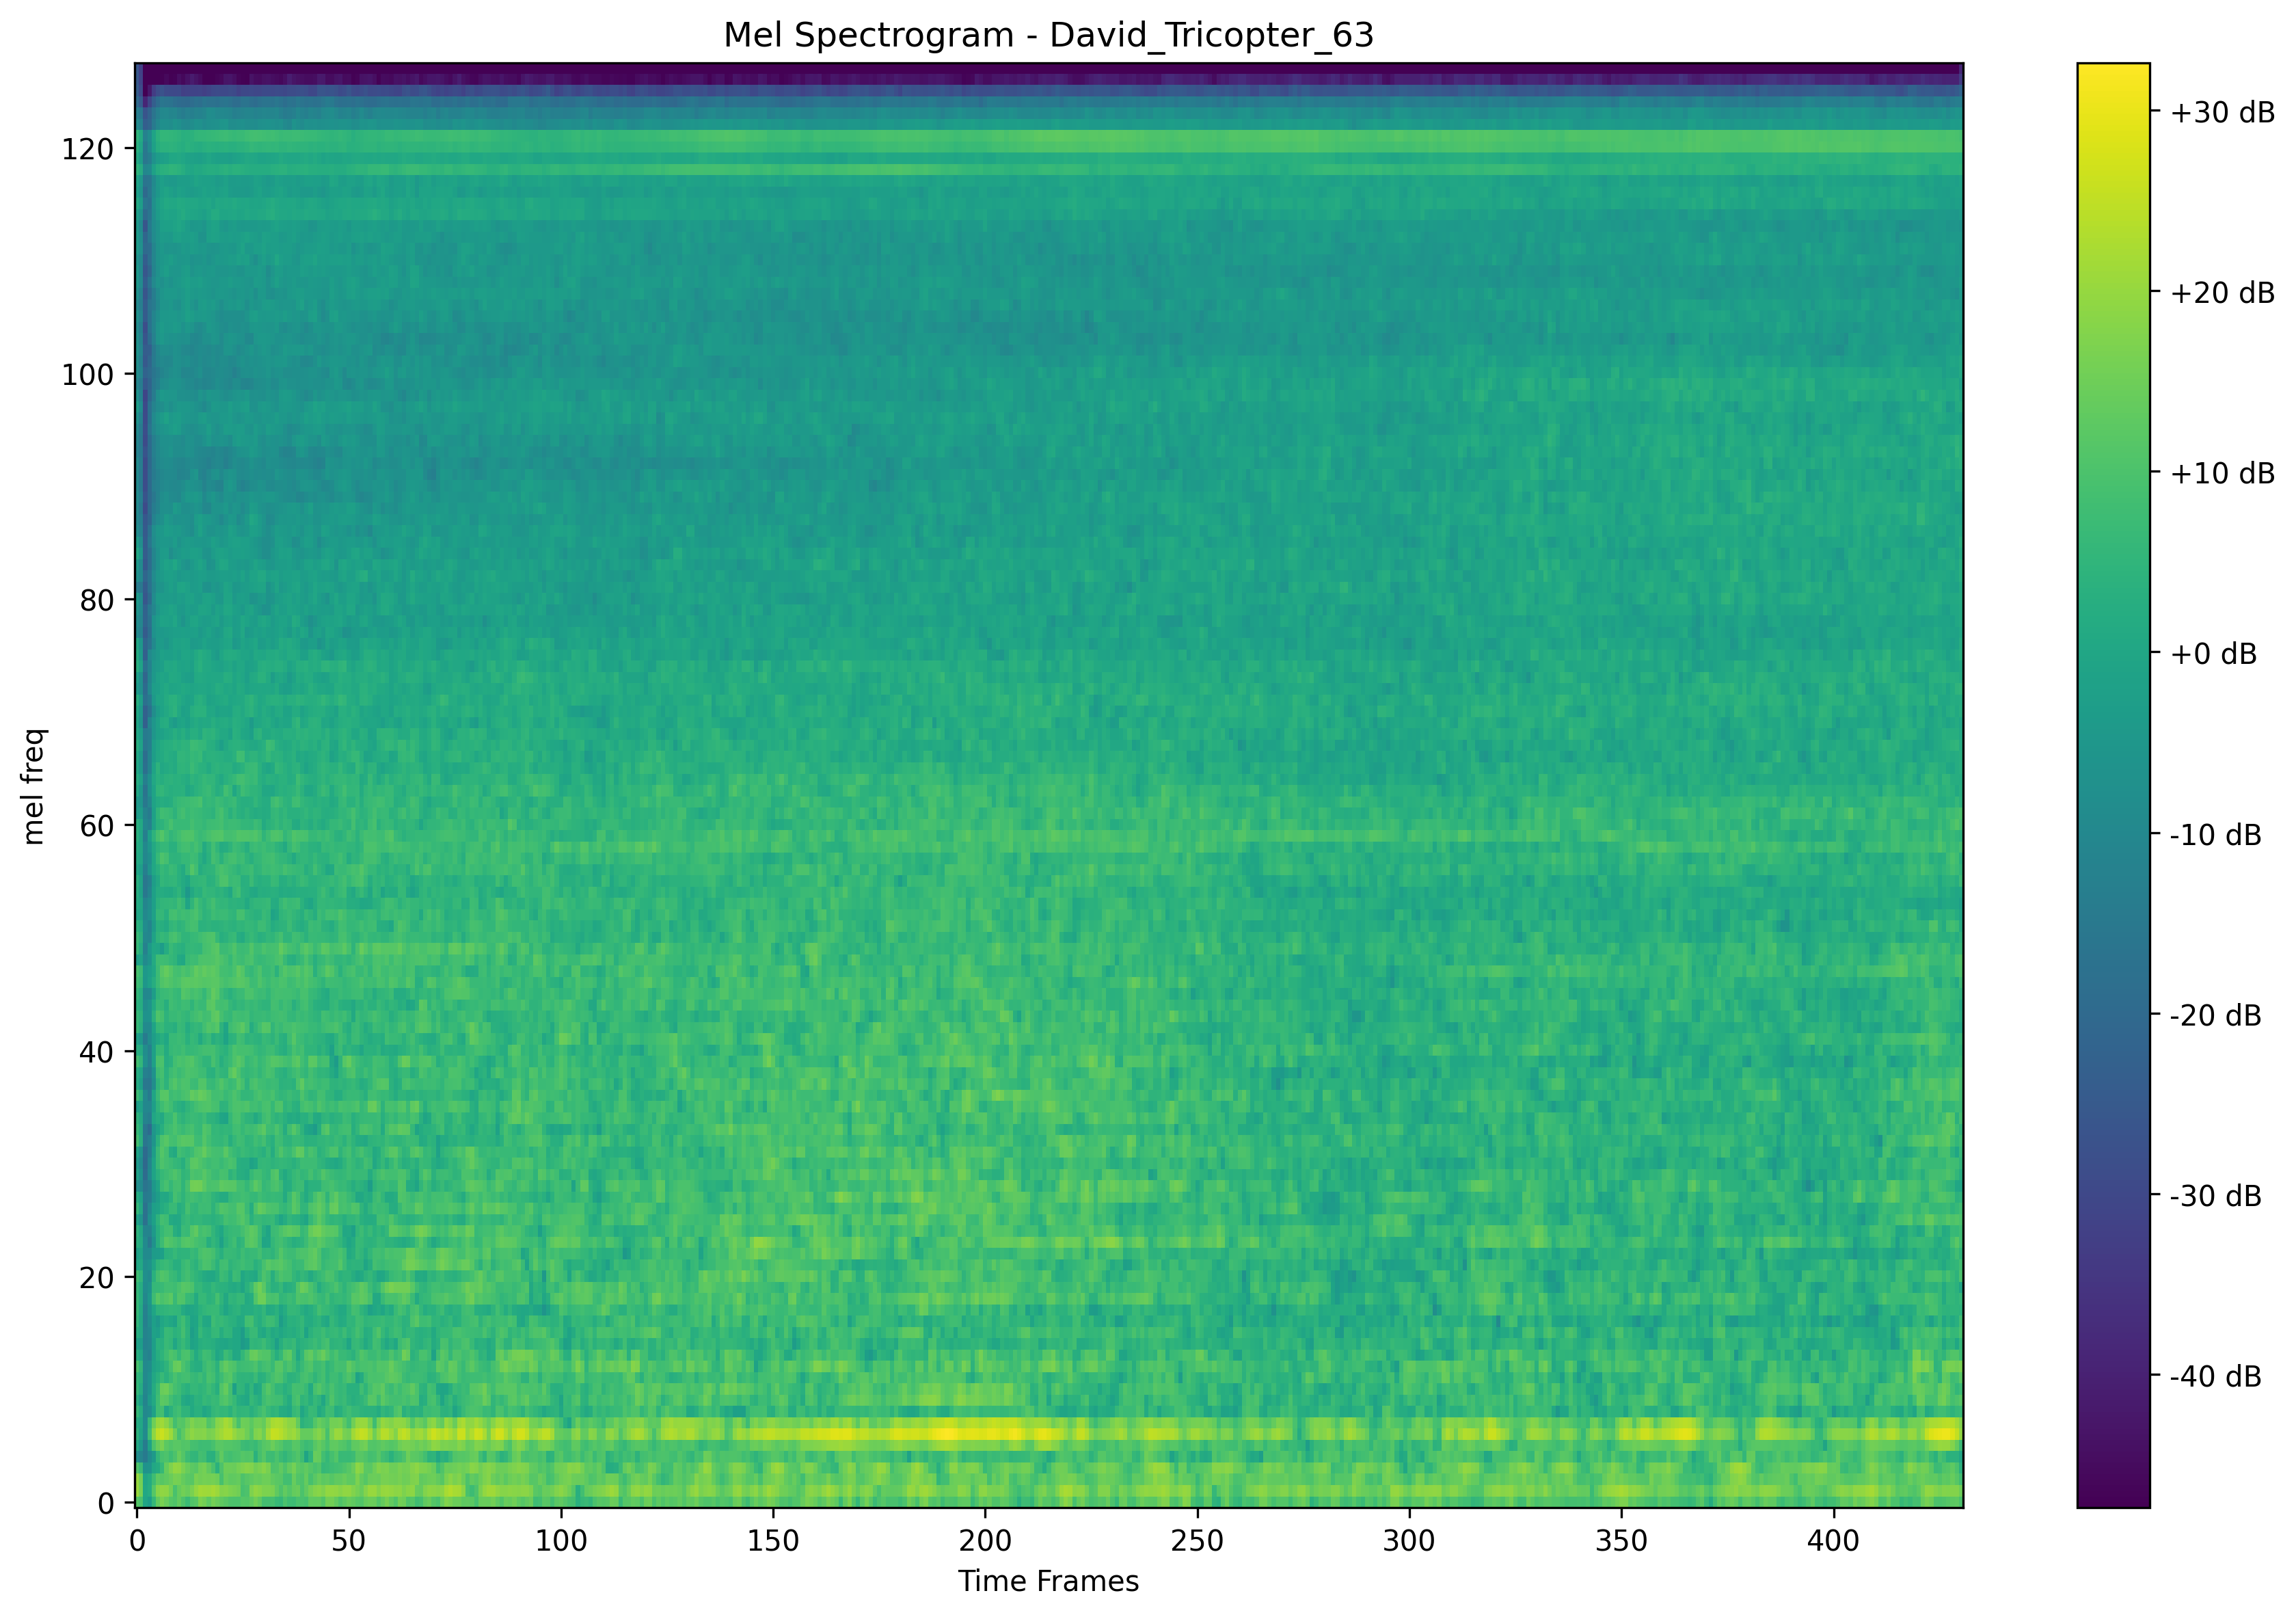 Mel Spectrogram - David_Tricopter_63
mel freq
120
100
80
60
40
20
0
0 50 100 150 200 250 300 350 400
Time Frames
+30 dB
+20 dB
+10 dB
+0 dB
-10 dB
-20 dB
-30 dB
-40 dB